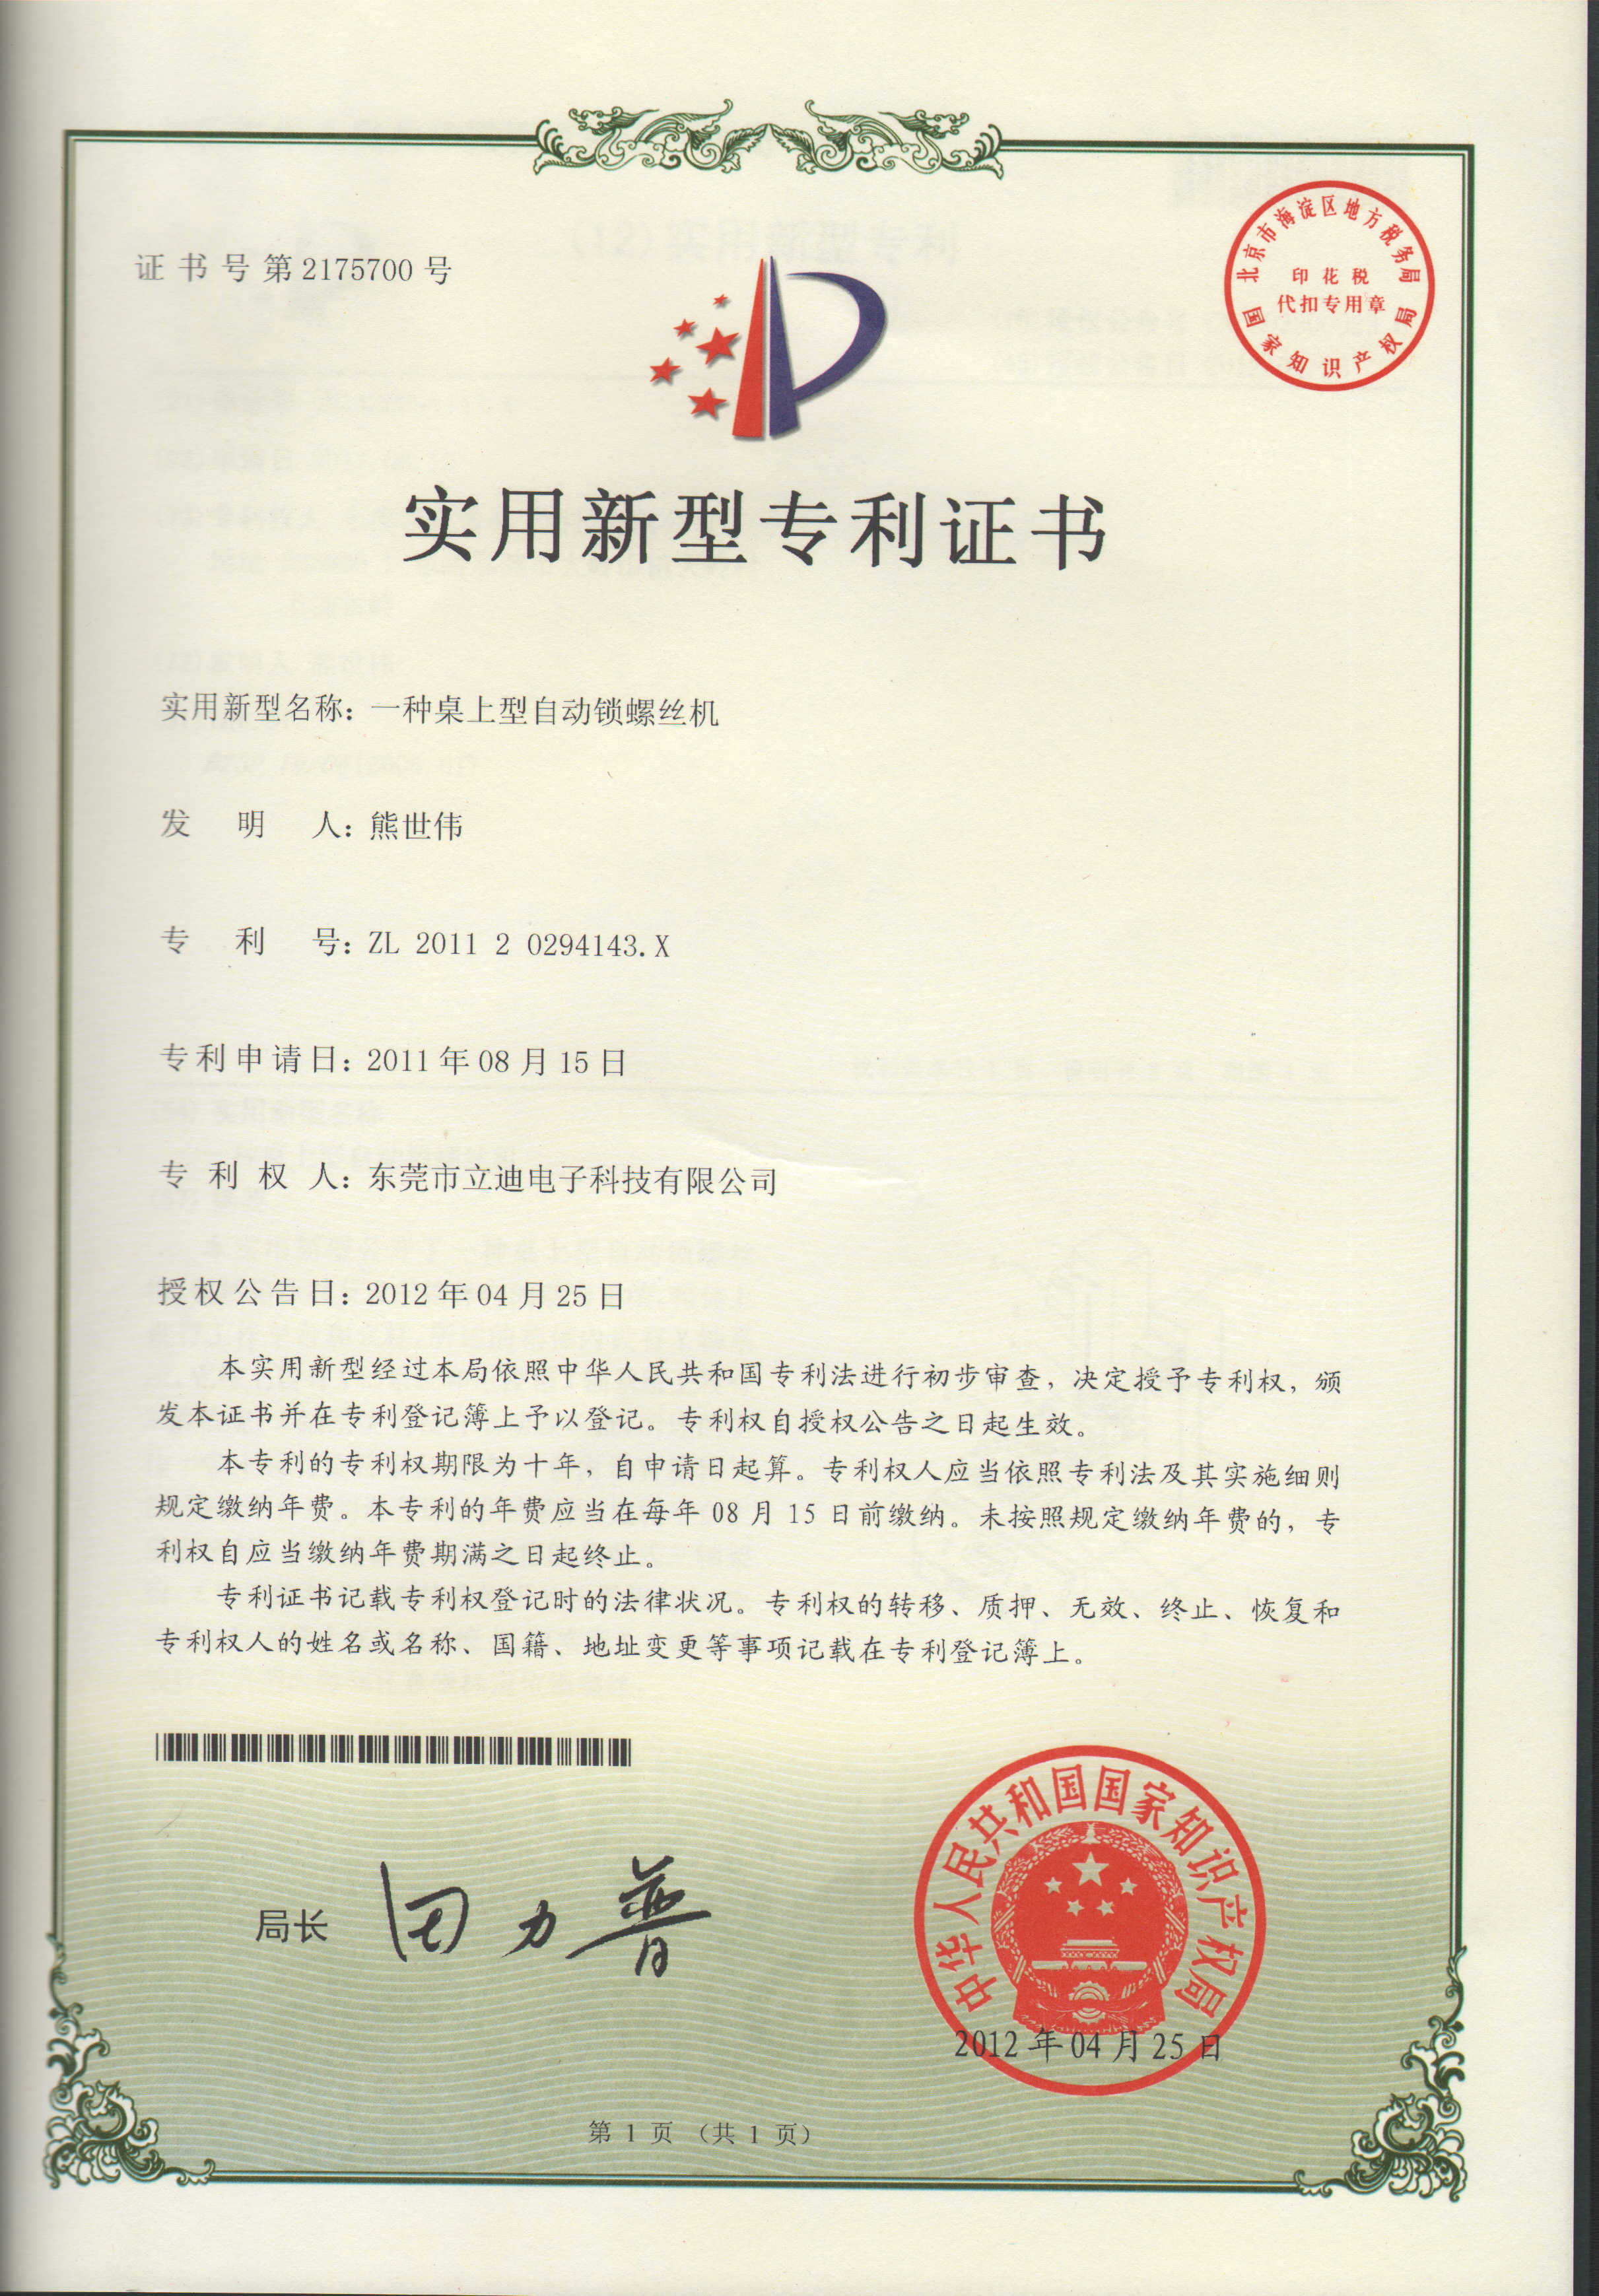 证书号第2175700号
北京市海淀区地方税务局
印花税
代扣专用章
国家知识产权局
实用新型专利证书
实用新型名称：一种桌上型自动锁螺丝机
发明人：熊世伟
专利号：ZL 2011 2 0294143.X
专利申请日：2011年08月15日
专利权人：东莞市立迪电子科技有限公司
授权公告日：2012年04月25日
本实用新型经过本局依照中华人民共和国专利法进行初步审查，决定授予专利权，颁
发本证书并在专利登记簿上予以登记。专利权自授权公告之日起生效。
本专利的专利权期限为十年，自申请日起算。专利权人应当依照专利法及其实施细则
规定缴纳年费。本专利的年费应当在每年08月15日前缴纳。未按照规定缴纳年费的，专
利权自应当缴纳年费期满之日起终止。
专利证书记载专利权登记时的法律状况。专利权的转移、质押、无效、终止、恢复和
专利权人的姓名或名称、国籍、地址变更等事项记载在专利登记簿上。
局长 田力普
中华人民共和国国家知识产权局
2012年04月25日
第1页（共1页）